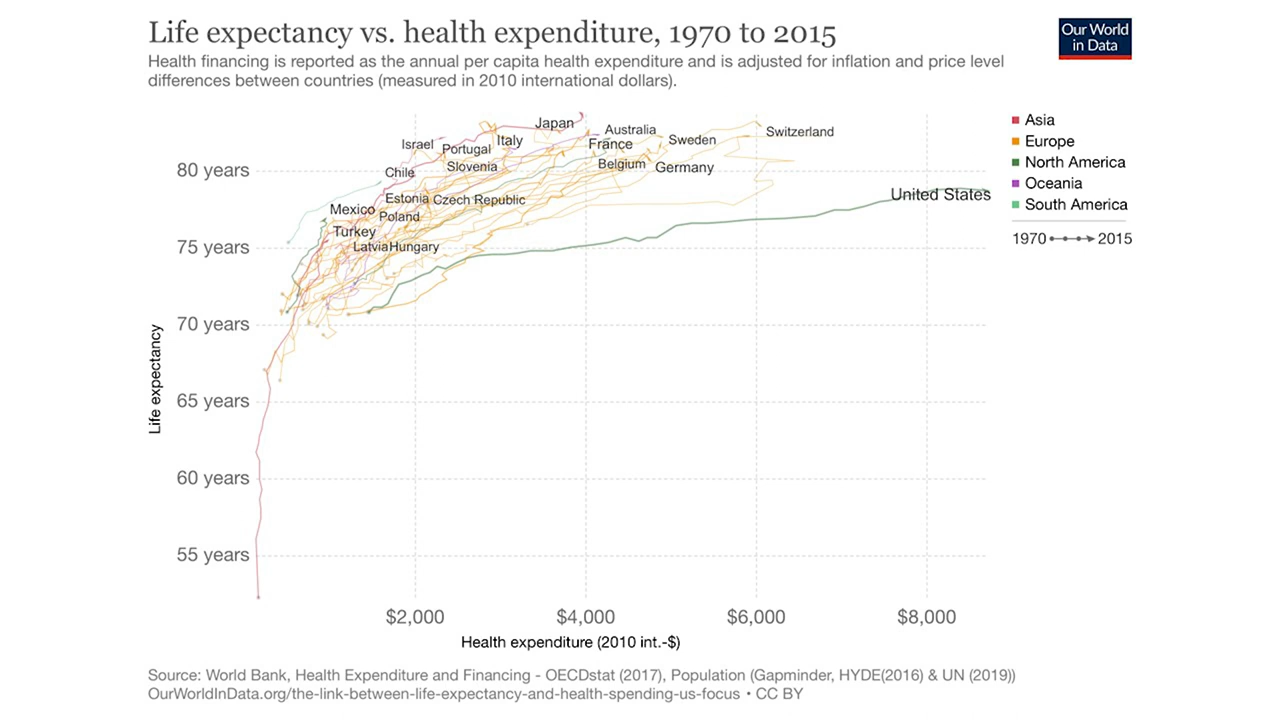 Life expectancy vs. health expenditure, 1970 to 2015
Our World
in Data
Health financing is reported as the annual per capita health expenditure and is adjusted for inflation and price level
differences between countries (measured in 2010 international dollars).
Japan
Australia
Switzerland
Israel
Portugal
Italy
France
Sweden
Slovenia
Belgium
Germany
Chile
Estonia
Czech Republic
United States
Mexico
Poland
Turkey
Latvia
Hungary
Asia
Europe
North America
Oceania
South America
1970
2015
80 years
75 years
70 years
65 years
60 years
55 years
Life expectancy
$2,000
$4,000
$6,000
$8,000
Health expenditure (2010 int.-$)
Source: World Bank, Health Expenditure and Financing - OECDstat (2017), Population (Gapminder, HYDE(2016) & UN (2019))
OurWorldInData.org/the-link-between-life-expectancy-and-health-spending-us-focus • CC BY